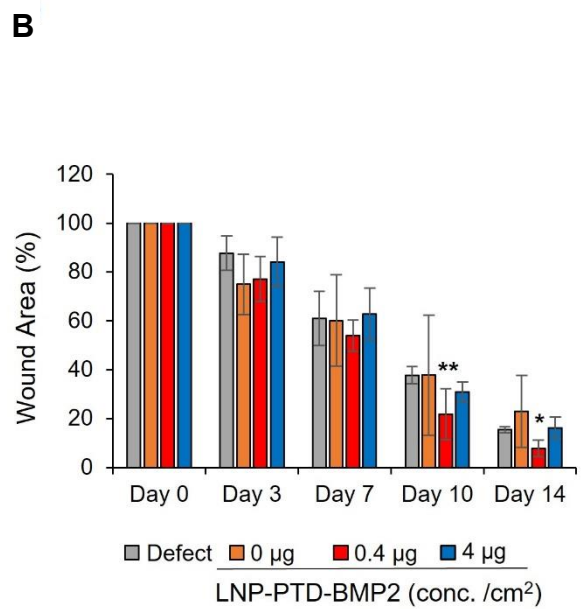 B
120
100
80
60
40
20
0
Wound Area (%)
**
*
Day 0 Day 3 Day 7 Day 10 Day 14
Defect 0 μg 0.4 μg 4 μg
LNP-PTD-BMP2 (conc. /cm²)